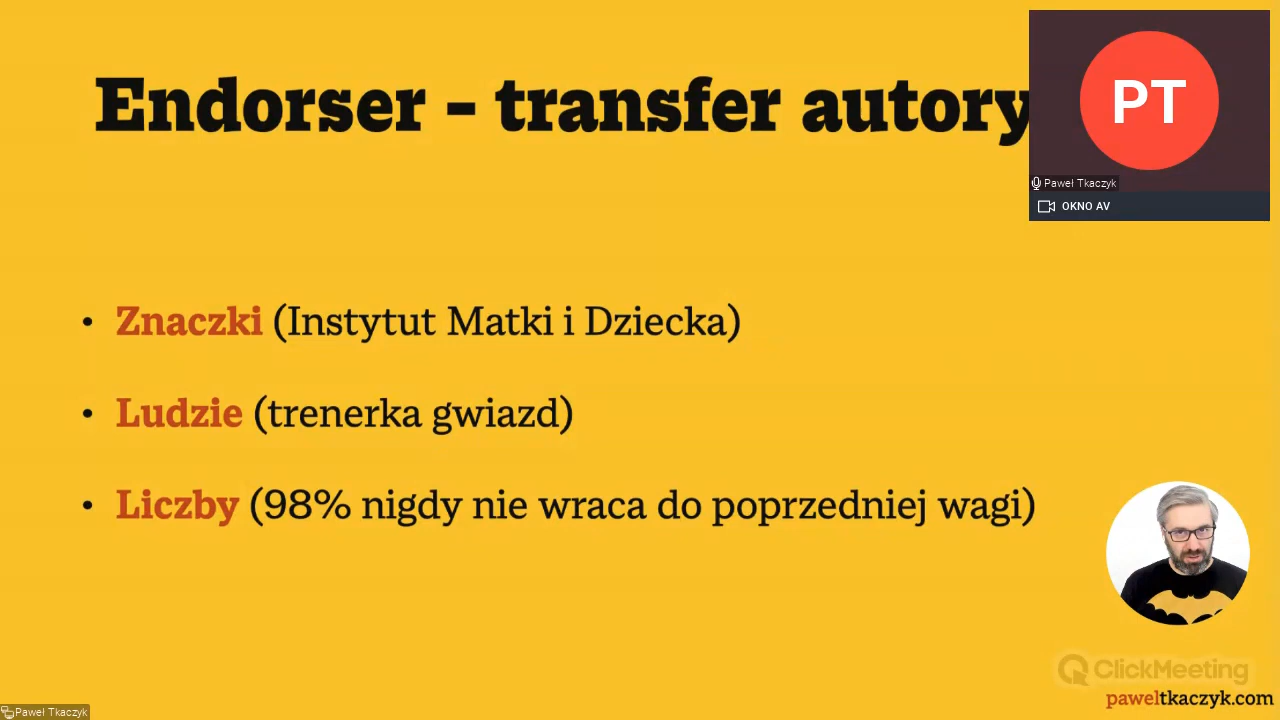 Endorser - transfer autory
PT
Paweł Tkaczyk
OKNO AV
• Znaczki (Instytut Matki i Dziecka)
• Ludzie (trenerka gwiazd)
• Liczby (98% nigdy nie wraca do poprzedniej wagi)
ClickMeeting
paweltkaczyk.com
Paweł Tkaczyk